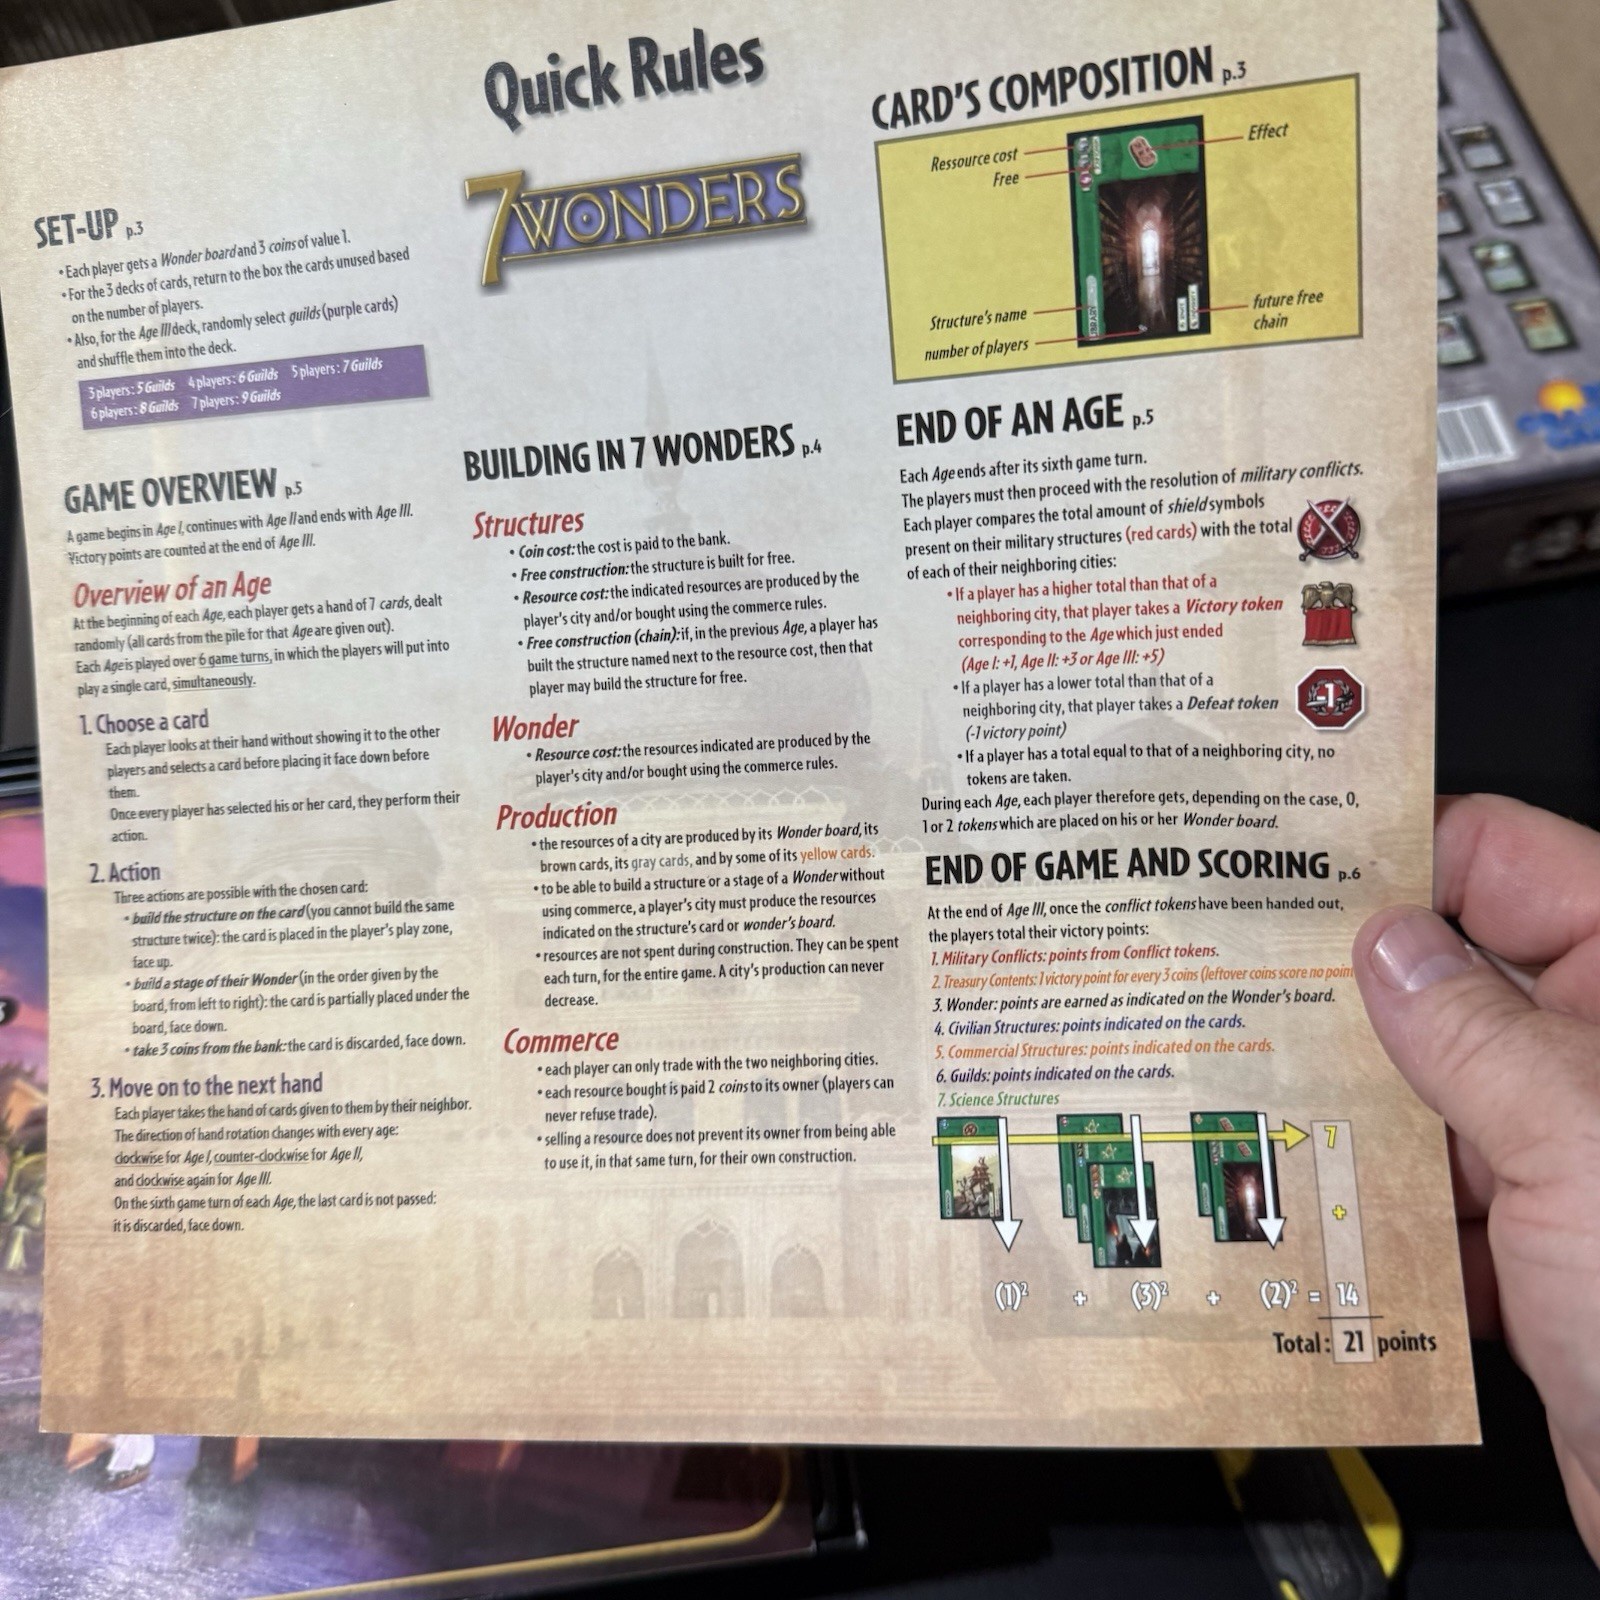 Quick Rules
7 WONDERS
SET-UP p.3
• Each player gets a Wonder board and 3 coins of value 1.
• For the 3 decks of cards, return to the box the cards unused based
on the number of players.
• Also, for the Age III deck, randomly select guilds (purple cards)
and shuffle them into the deck.
3 players: 5 Guilds 4 players: 6 Guilds 5 players: 7 Guilds
6 players: 8 Guilds 7 players: 9 Guilds
GAME OVERVIEW p.5
A game begins in Age I, continues with Age II and ends with Age III.
Victory points are counted at the end of Age III.
Overview of an Age
At the beginning of each Age, each player gets a hand of 7 cards, dealt
randomly (all cards from the pile for that Age are given out).
Each Age is played over 6 game turns, in which the players will put into
play a single card, simultaneously.
1. Choose a card
Each player looks at their hand without showing it to the other
players and selects a card before placing it face down before
them.
Once every player has selected his or her card, they perform their
action.
2. Action
Three actions are possible with the chosen card:
• build the structure on the card (you cannot build the same
structure twice): the card is placed in the player's play zone,
face up.
• build a stage of their Wonder (in the order given by the
board, from left to right): the card is partially placed under the
board, face down.
• take 3 coins from the bank: the card is discarded, face down.
3. Move on to the next hand
Each player takes the hand of cards given to them by their neighbor.
The direction of hand rotation changes with every age:
clockwise for Age I, counter-clockwise for Age II,
and clockwise again for Age III.
On the sixth game turn of each Age, the last card is not passed:
it is discarded, face down.
BUILDING IN 7 WONDERS p.4
Structures
• Coin cost: the cost is paid to the bank.
• Free construction: the structure is built for free.
• Resource cost: the indicated resources are produced by the
player's city and/or bought using the commerce rules.
• Free construction (chain): if, in the previous Age, a player has
built the structure named next to the resource cost, then that
player may build the structure for free.
Wonder
• Resource cost: the resources indicated are produced by the
player's city and/or bought using the commerce rules.
Production
• the resources of a city are produced by its Wonder board, its
brown cards, its gray cards, and by some of its yellow cards.
• to be able to build a structure or a stage of a Wonder without
using commerce, a player's city must produce the resources
indicated on the structure's card or wonder's board.
• resources are not spent during construction. They can be spent
each turn, for the entire game. A city's production can never
decrease.
Commerce
• each player can only trade with the two neighboring cities.
• each resource bought is paid 2 coins to its owner (players can
never refuse trade).
• selling a resource does not prevent its owner from being able
to use it, in that same turn, for their own construction.
CARD'S COMPOSITION p.3
Ressource cost
Free
Effect
Structure's name
number of players
future free
chain
LIBRARY
END OF AN AGE p.5
Each Age ends after its sixth game turn.
The players must then proceed with the resolution of military conflicts.
Each player compares the total amount of shield symbols
present on their military structures (red cards) with the total
of each of their neighboring cities:
• If a player has a higher total than that of a
neighboring city, that player takes a Victory token
corresponding to the Age which just ended
(Age I: +1, Age II: +3 or Age III: +5)
• If a player has a lower total than that of a
neighboring city, that player takes a Defeat token
(-1 victory point)
-1
• If a player has a total equal to that of a neighboring city, no
tokens are taken.
During each Age, each player therefore gets, depending on the case, 0,
1 or 2 tokens which are placed on his or her Wonder board.
END OF GAME AND SCORING p.6
At the end of Age III, once the conflict tokens have been handed out,
the players total their victory points:
1. Military Conflicts: points from Conflict tokens.
2. Treasury Contents: 1 victory point for every 3 coins (leftover coins score no poin
3. Wonder: points are earned as indicated on the Wonder's board.
4. Civilian Structures: points indicated on the cards.
5. Commercial Structures: points indicated on the cards.
6. Guilds: points indicated on the cards.
7. Science Structures
7
+
(1)² + (3)² + (2)² = 14
Total: 21 points